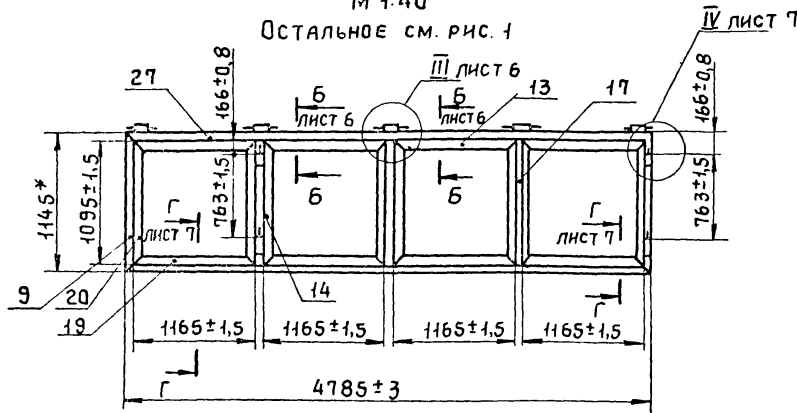 М 1:40
Остальное см. рис. 1
IV лист 7
III лист 6
27
166±0,8
Б
лист 6
Б
лист 6
13
17
166±0,8
1145*
1095±1,5
763±1,5
Б
Б
763±1,5
Г
лист 7
Г
лист 7
9
20
19
14
1165±1,5
1165±1,5
1165±1,5
1165±1,5
Г
Г
4785±3